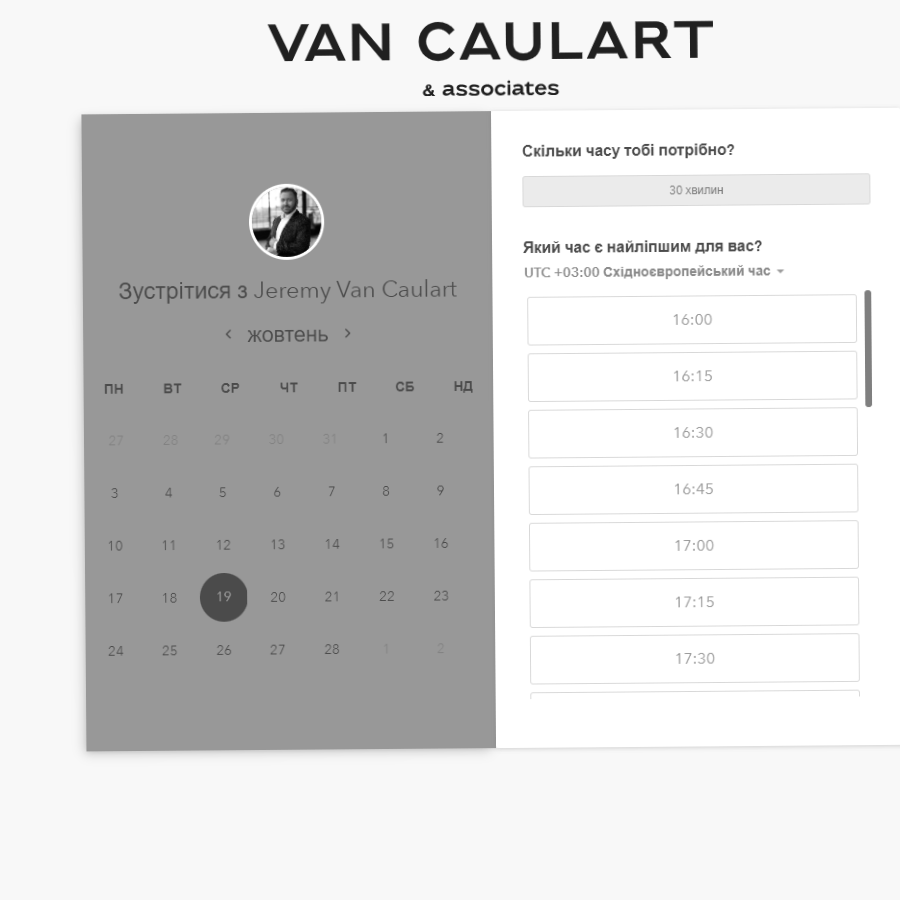 VAN CAULART
& associates
Зустрітися з Jeremy Van Caulart
жовтень
ПН ВТ СР ЧТ ПТ СБ НД
27 28 29 30 31 1 2
3 4 5 6 7 8 9
10 11 12 13 14 15 16
17 18 19 20 21 22 23
24 25 26 27 28 1 2
Скільки часу тобі потрібно?
30 хвилин
Який час є найліпшим для вас?
UTC +03:00 Східноєвропейський час
16:00
16:15
16:30
16:45
17:00
17:15
17:30